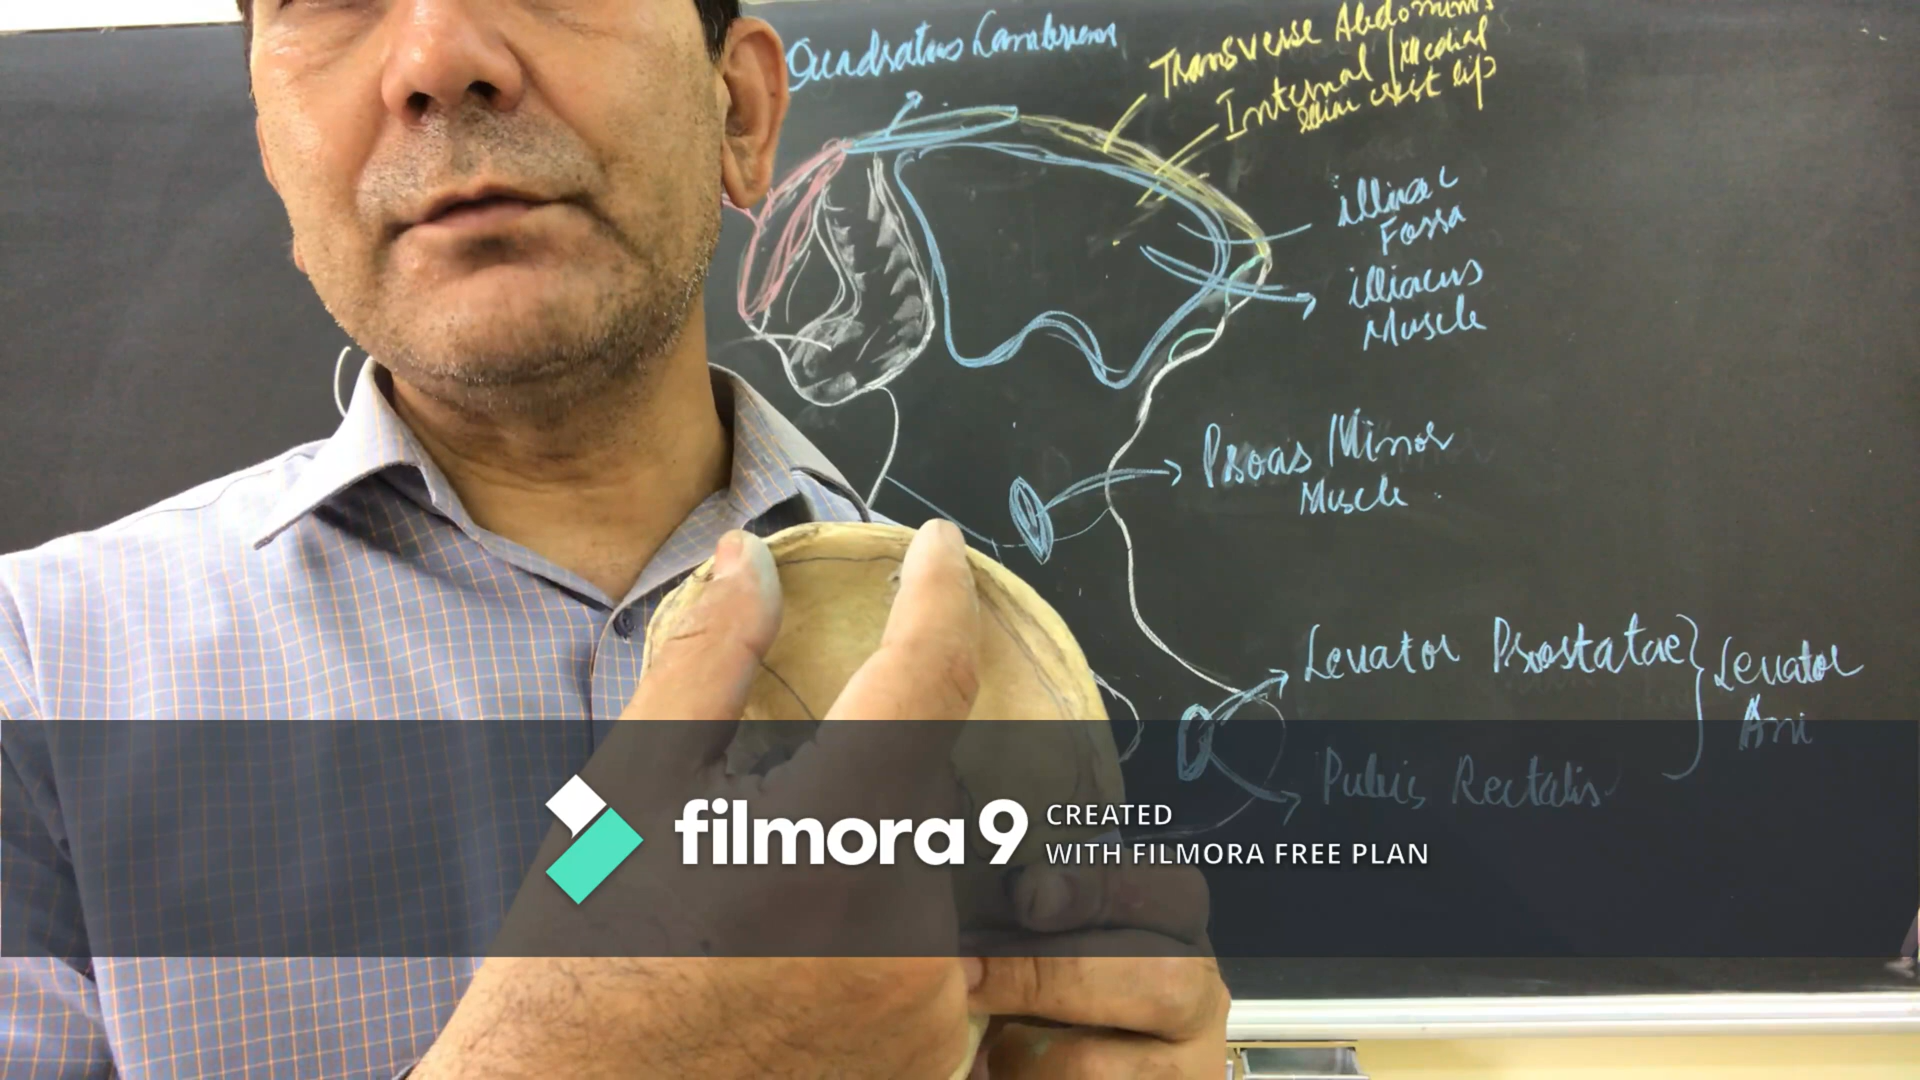 Quadratus Lumborum
Transverse Abdominis
Internal / Medial
illiac crest lip
illiac
Fossa
illiacus
Muscle
Psoas Minor
Muscle
Levator Prostatae
Levator
Ani
Pubis Rectalis
filmora 9
CREATED
WITH FILMORA FREE PLAN